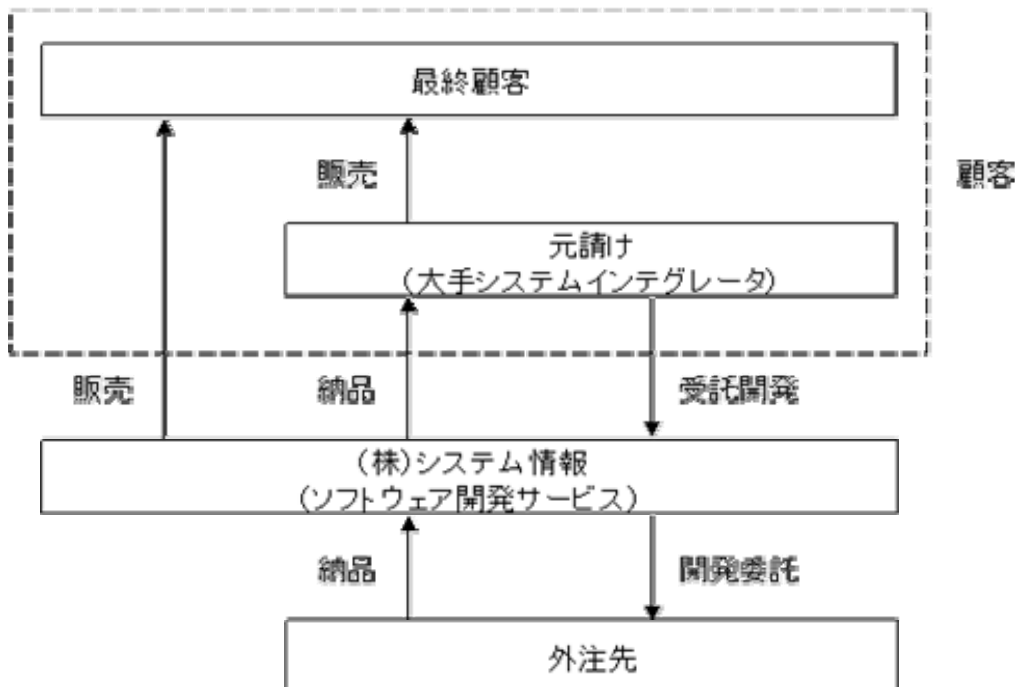 最終顧客
販売
顧客
元請け
(大手システムインテグレータ)
販売
納品
受託開発
(株)システム情報
(ソフトウェア開発サービス)
納品
開発委託
外注先